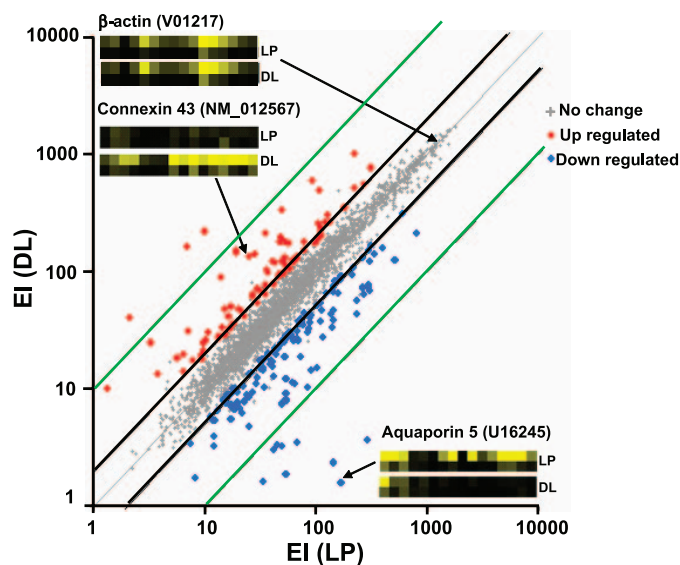 β-actin (V01217)
LP
DL
Connexin 43 (NM_012567)
LP
DL
No change
Up regulated
Down regulated
Aquaporin 5 (U16245)
LP
DL
EI (DL)
10000
1000
100
10
1
1
10
100
1000
10000
EI (LP)